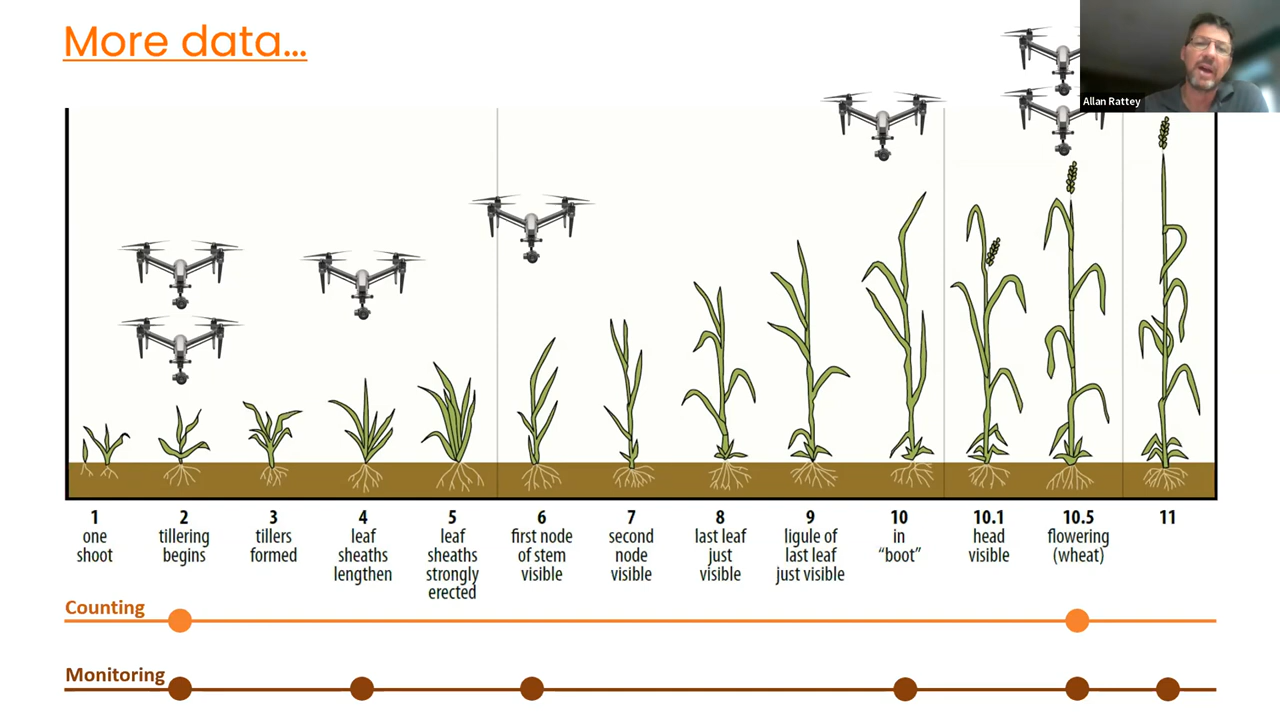 More data...
Allan Rattey
1
one
shoot
2
tillering
begins
3
tillers
formed
4
leaf
sheaths
lengthen
5
leaf
sheaths
strongly
erected
6
first node
of stem
visible
7
second
node
visible
8
last leaf
just
visible
9
ligule of
last leaf
just visible
10
in
“boot”
10.1
head
visible
10.5
flowering
(wheat)
11
Counting
Monitoring